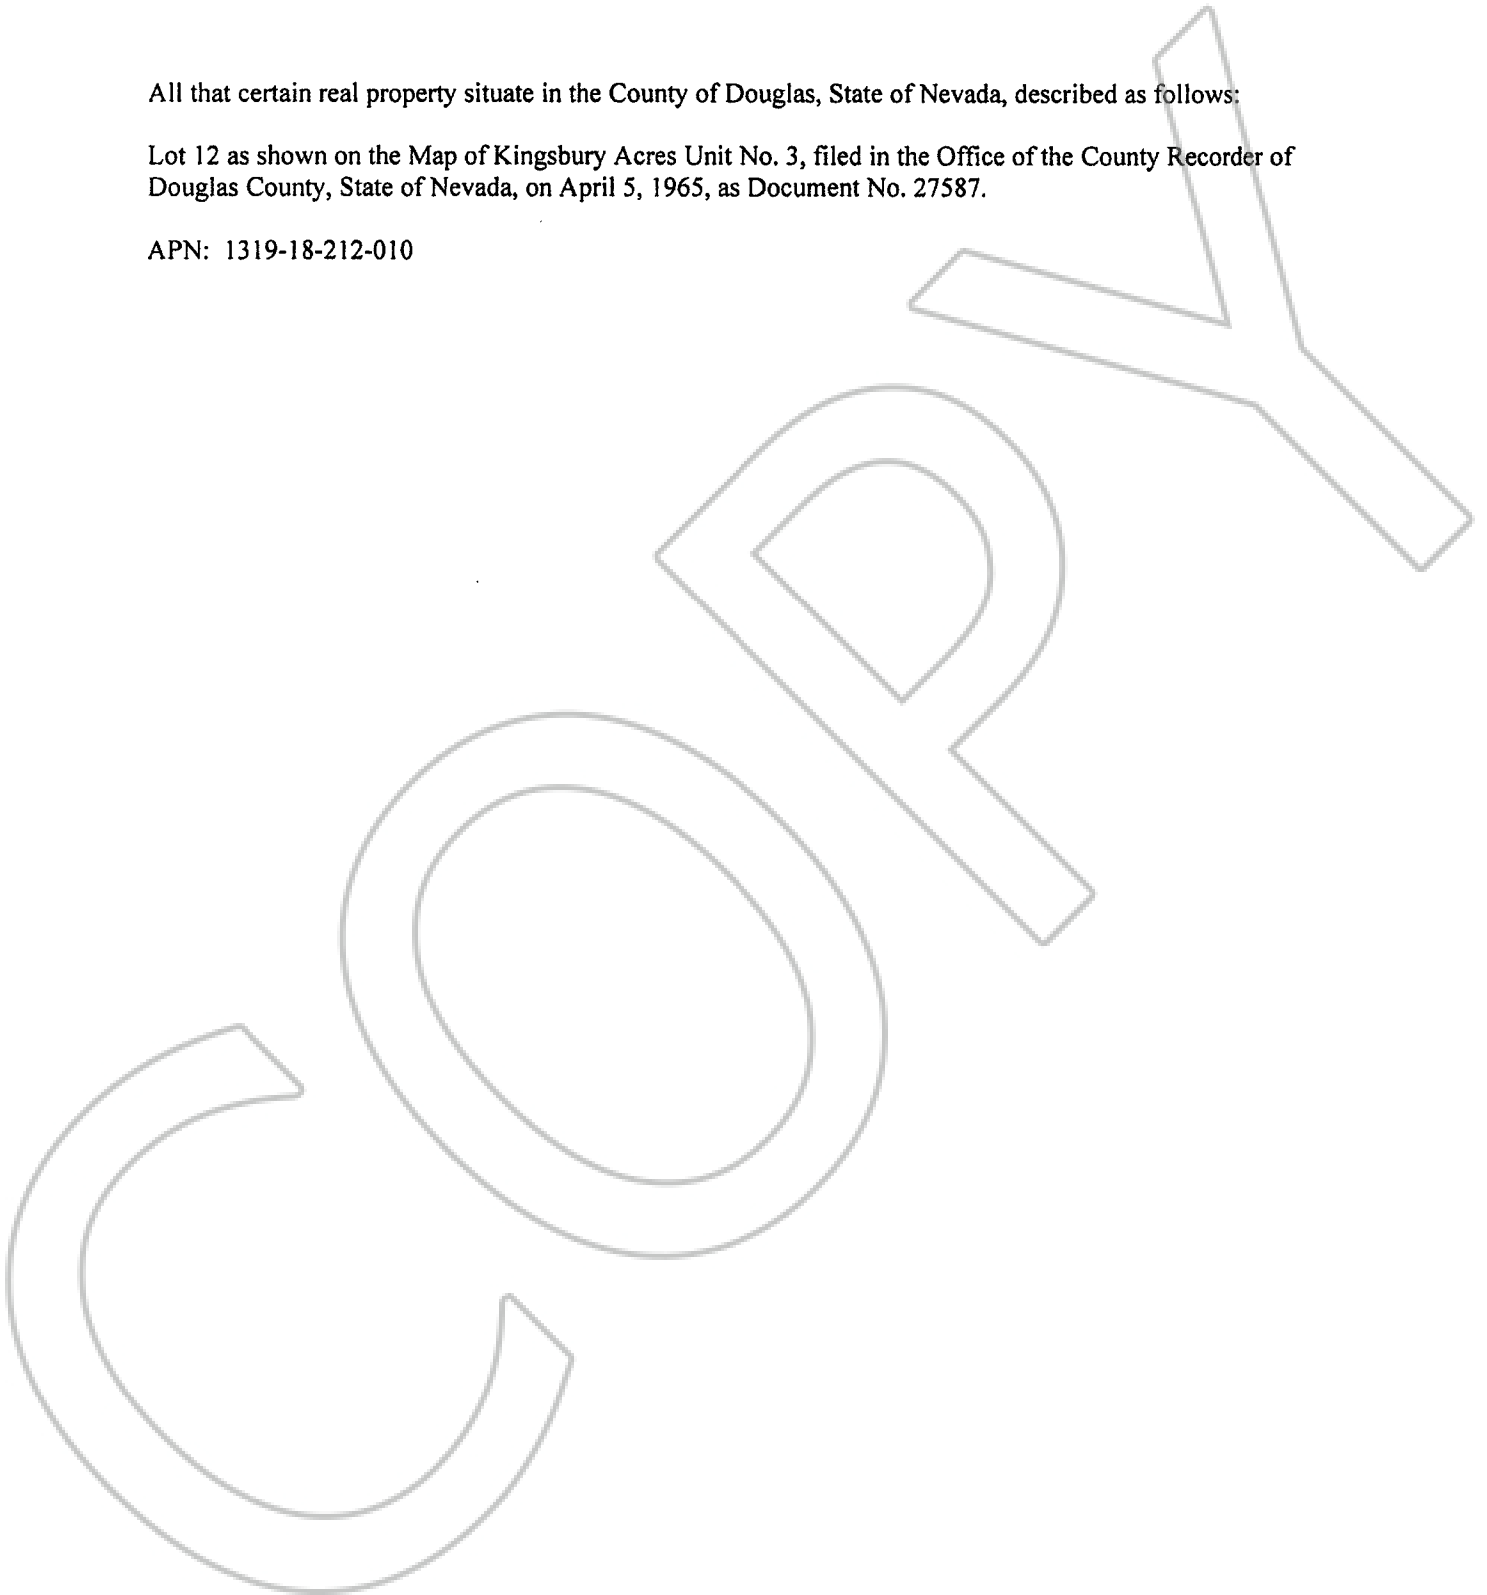 All that certain real property situate in the County of Douglas, State of Nevada, described as follows:
Lot 12 as shown on the Map of Kingsbury Acres Unit No. 3, filed in the Office of the County Recorder of
Douglas County, State of Nevada, on April 5, 1965, as Document No. 27587.
APN: 1319-18-212-010
COPY